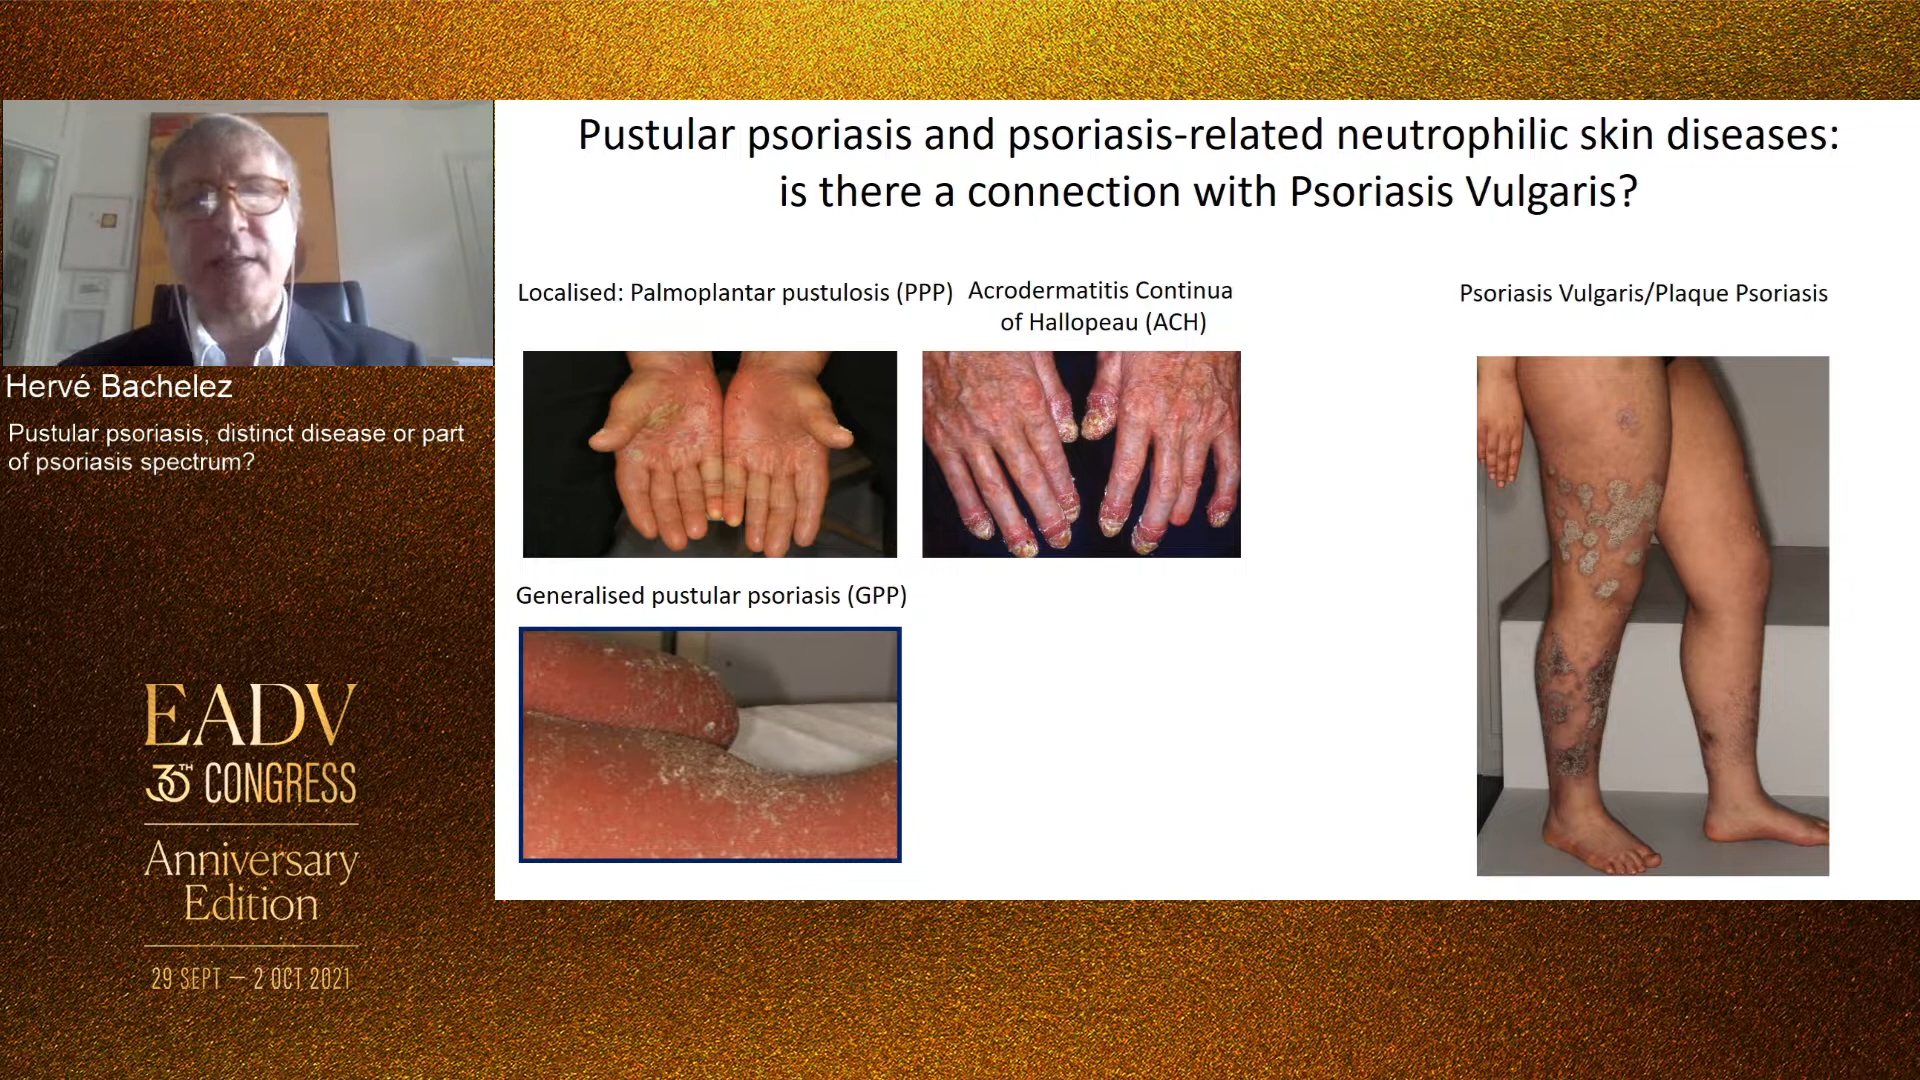 Pustular psoriasis and psoriasis-related neutrophilic skin diseases:
is there a connection with Psoriasis Vulgaris?
Localised: Palmoplantar pustulosis (PPP)
Acrodermatitis Continua
of Hallopeau (ACH)
Psoriasis Vulgaris/Plaque Psoriasis
Generalised pustular psoriasis (GPP)
Hervé Bachelez
Pustular psoriasis, distinct disease or part
of psoriasis spectrum?
EADV
30TH CONGRESS
Anniversary
Edition
29 SEPT – 2 OCT 2021